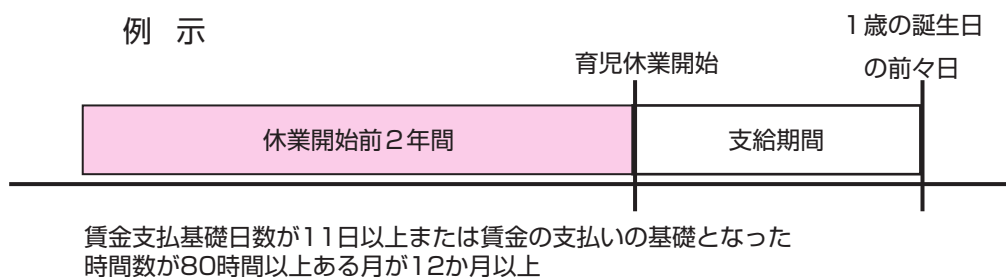 例 示
1歳の誕生日
の前々日
育児休業開始
休業開始前2年間
支給期間
賃金支払基礎日数が11日以上または賃金の支払いの基礎となった
時間数が80時間以上ある月が12か月以上